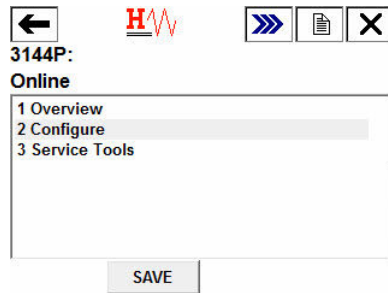 H
3144P:
Online
1 Overview
2 Configure
3 Service Tools
SAVE